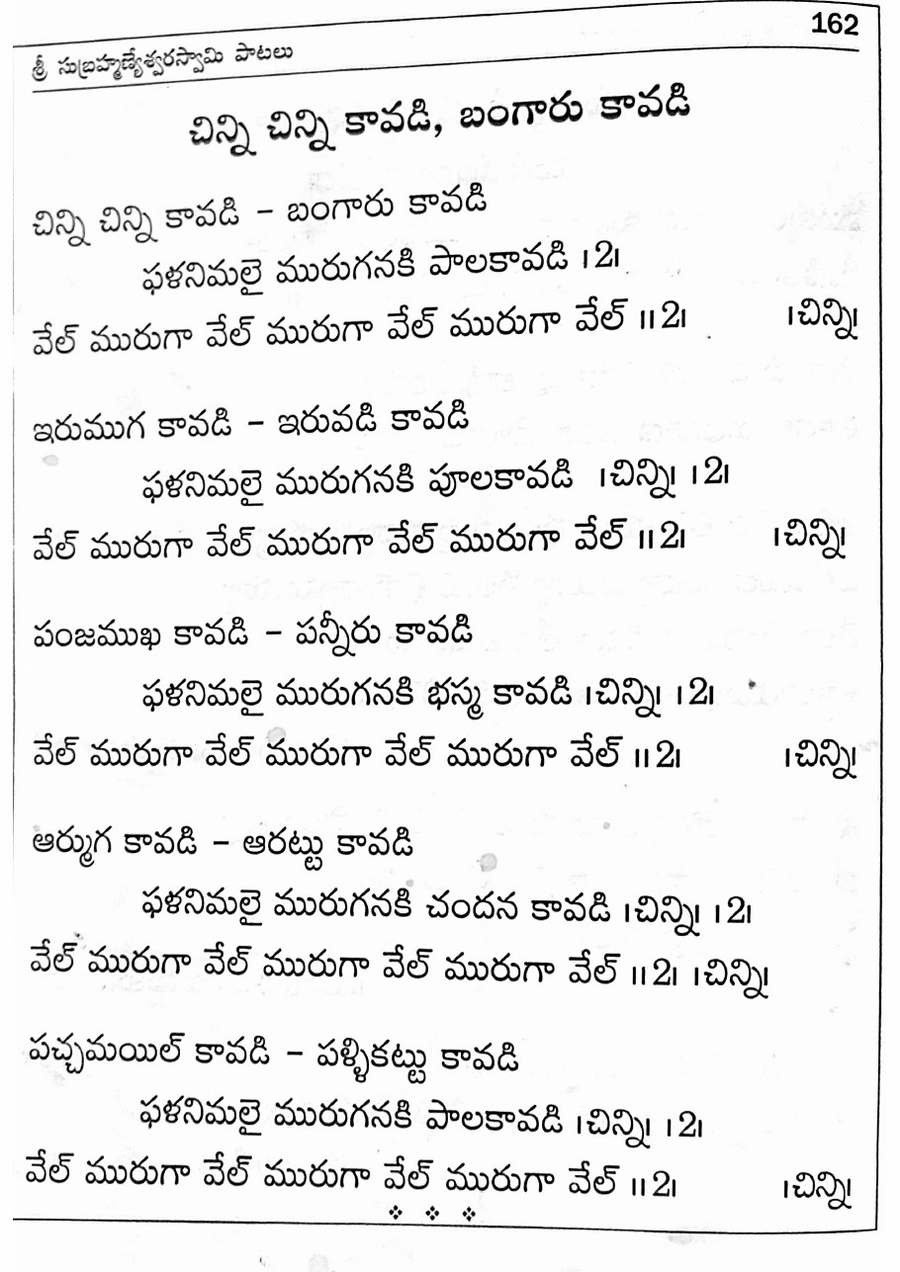 162
శ్రీ సుబ్రహ్మణ్యేశ్వరస్వామి పాటలు
చిన్ని చిన్ని కావడి, బంగారు కావడి
చిన్ని చిన్ని కావడి – బంగారు కావడి
ఫళనిమలై మురుగనకి పాలకావడి ।2।
వేల్ మురుగా వేల్ మురుగా వేల్ మురుగా వేల్ ॥2। ।చిన్ని।
ఇరుముగ కావడి – ఇరువడి కావడి
ఫళనిమలై మురుగనకి పూలకావడి ।చిన్ని। ।2।
వేల్ మురుగా వేల్ మురుగా వేల్ మురుగా వేల్ ॥2। ।చిన్ని।
పంజముఖ కావడి – పన్నీరు కావడి
ఫళనిమలై మురుగనకి భస్మ కావడి ।చిన్ని। ।2।
వేల్ మురుగా వేల్ మురుగా వేల్ మురుగా వేల్ ॥2। ।చిన్ని।
ఆర్ముగ కావడి – ఆరట్టు కావడి
ఫళనిమలై మురుగనకి చందన కావడి ।చిన్ని। ।2।
వేల్ మురుగా వేల్ మురుగా వేల్ మురుగా వేల్ ॥2। ।చిన్ని।
పచ్చమయిల్ కావడి – పళ్ళికట్టు కావడి
ఫళనిమలై మురుగనకి పాలకావడి ।చిన్ని। ।2।
వేల్ మురుగా వేల్ మురుగా వేల్ మురుగా వేల్ ॥2। ।చిన్ని।